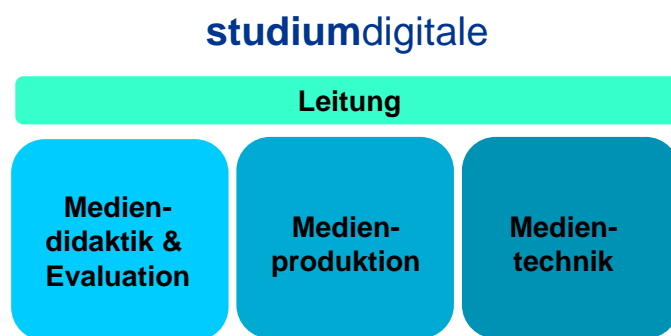 studiumdigitale
Leitung
Medien-
didaktik &
Evaluation
Medien-
produktion
Medien-
technik